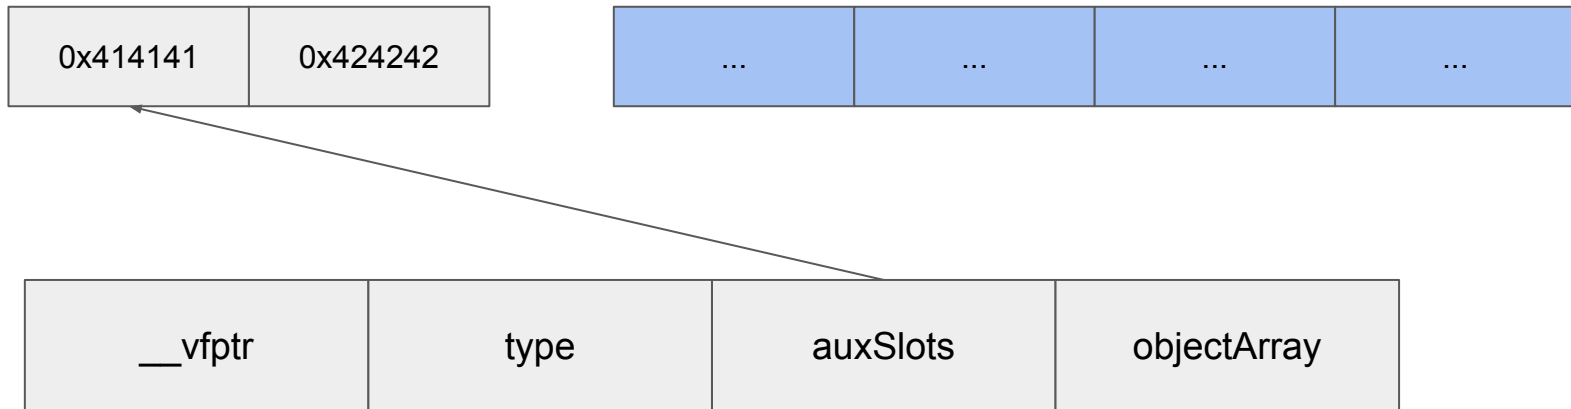 0x414141 0x424242 ... ... ... ...
__vfptr type auxSlots objectArray